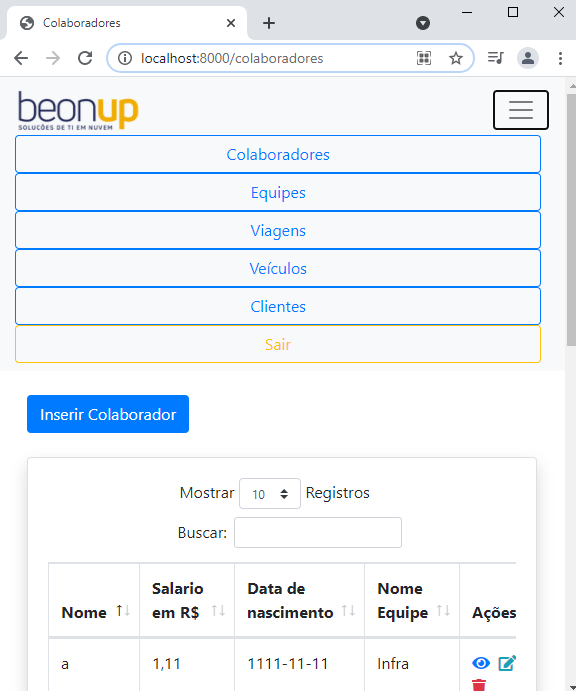 Colaboradores
localhost:8000/colaboradores
beonup
SOLUCÕES DE TI EM NUVEM
Colaboradores
Equipes
Viagens
Veículos
Clientes
Sair
Inserir Colaborador
Mostrar 10 Registros
Buscar:
Nome Salario em R$ Data de nascimento Nome Equipe Ações
a 1,11 1111-11-11 Infra